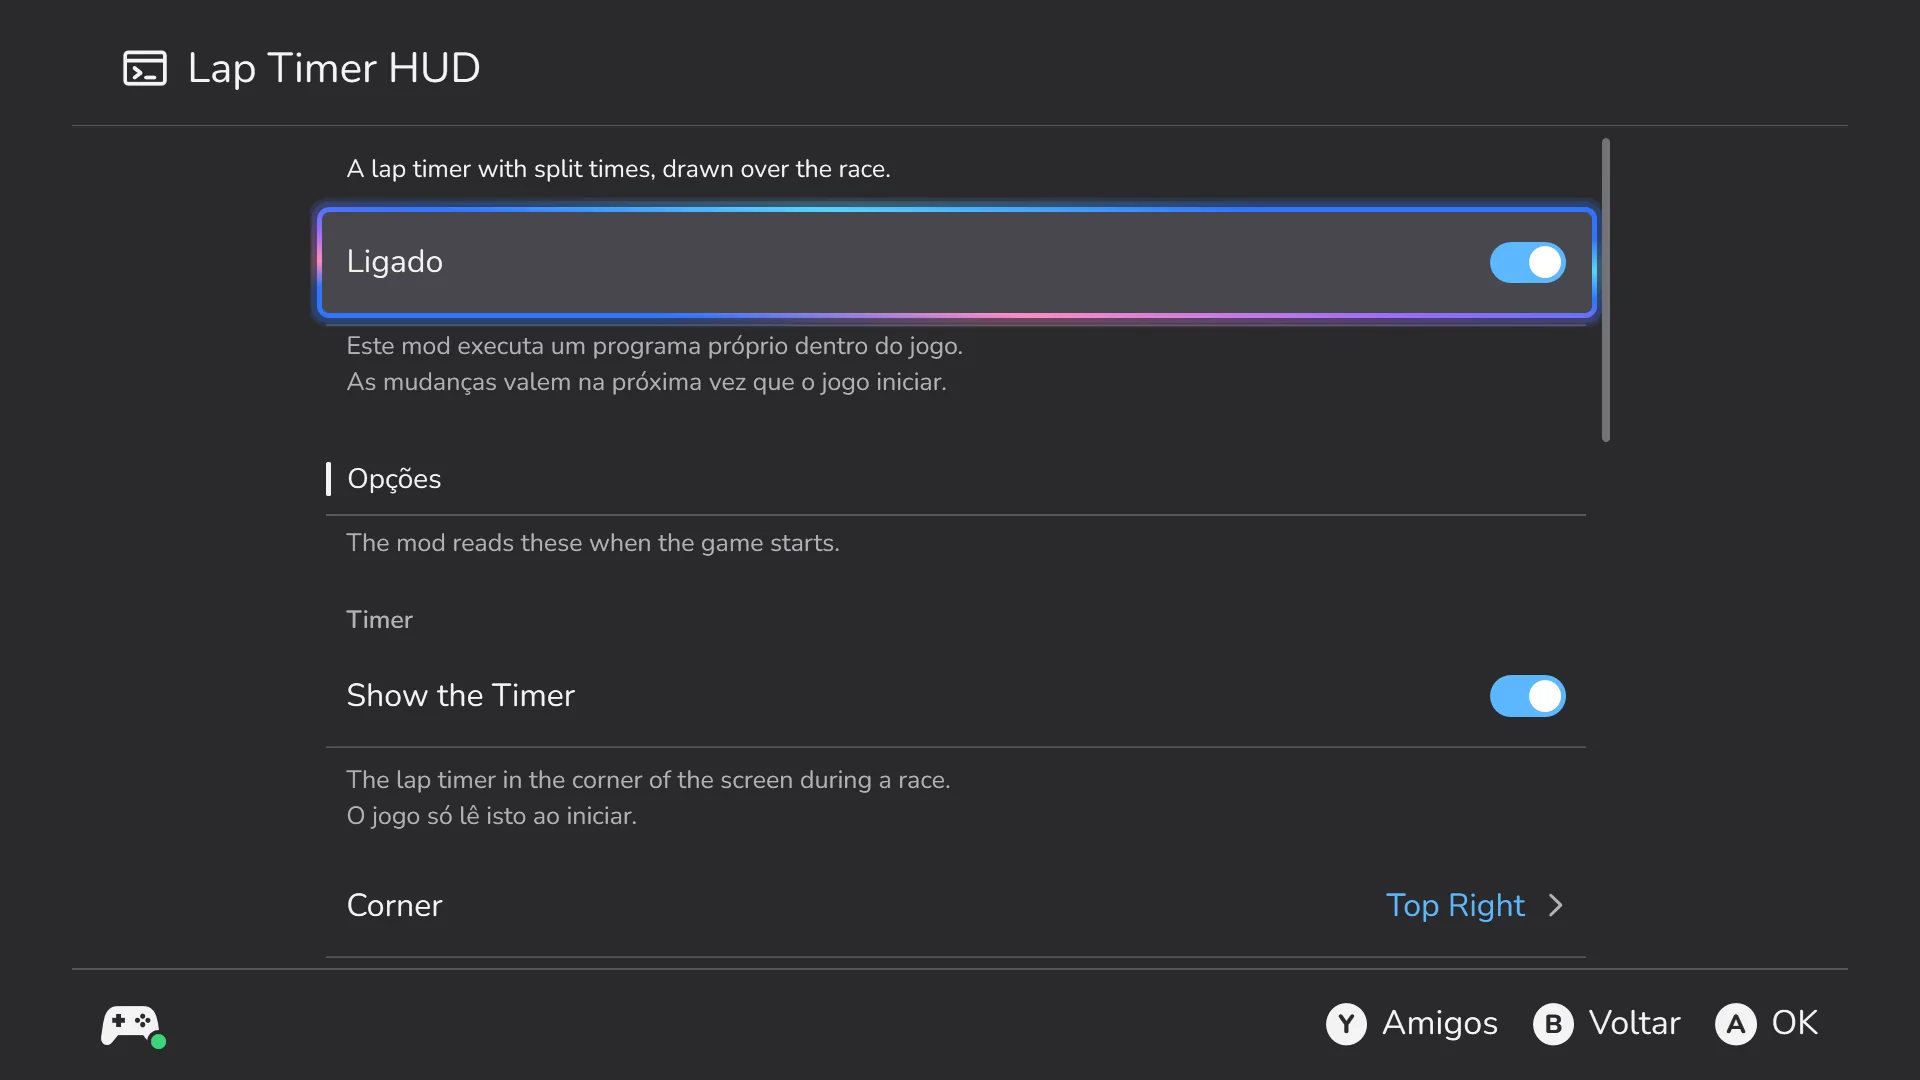 Lap Timer HUD
A lap timer with split times, drawn over the race.
Ligado
Este mod executa um programa próprio dentro do jogo.
As mudanças valem na próxima vez que o jogo iniciar.
Opções
The mod reads these when the game starts.
Timer
Show the Timer
The lap timer in the corner of the screen during a race.
O jogo só lê isto ao iniciar.
Corner
Top Right
Y Amigos
B Voltar
A OK